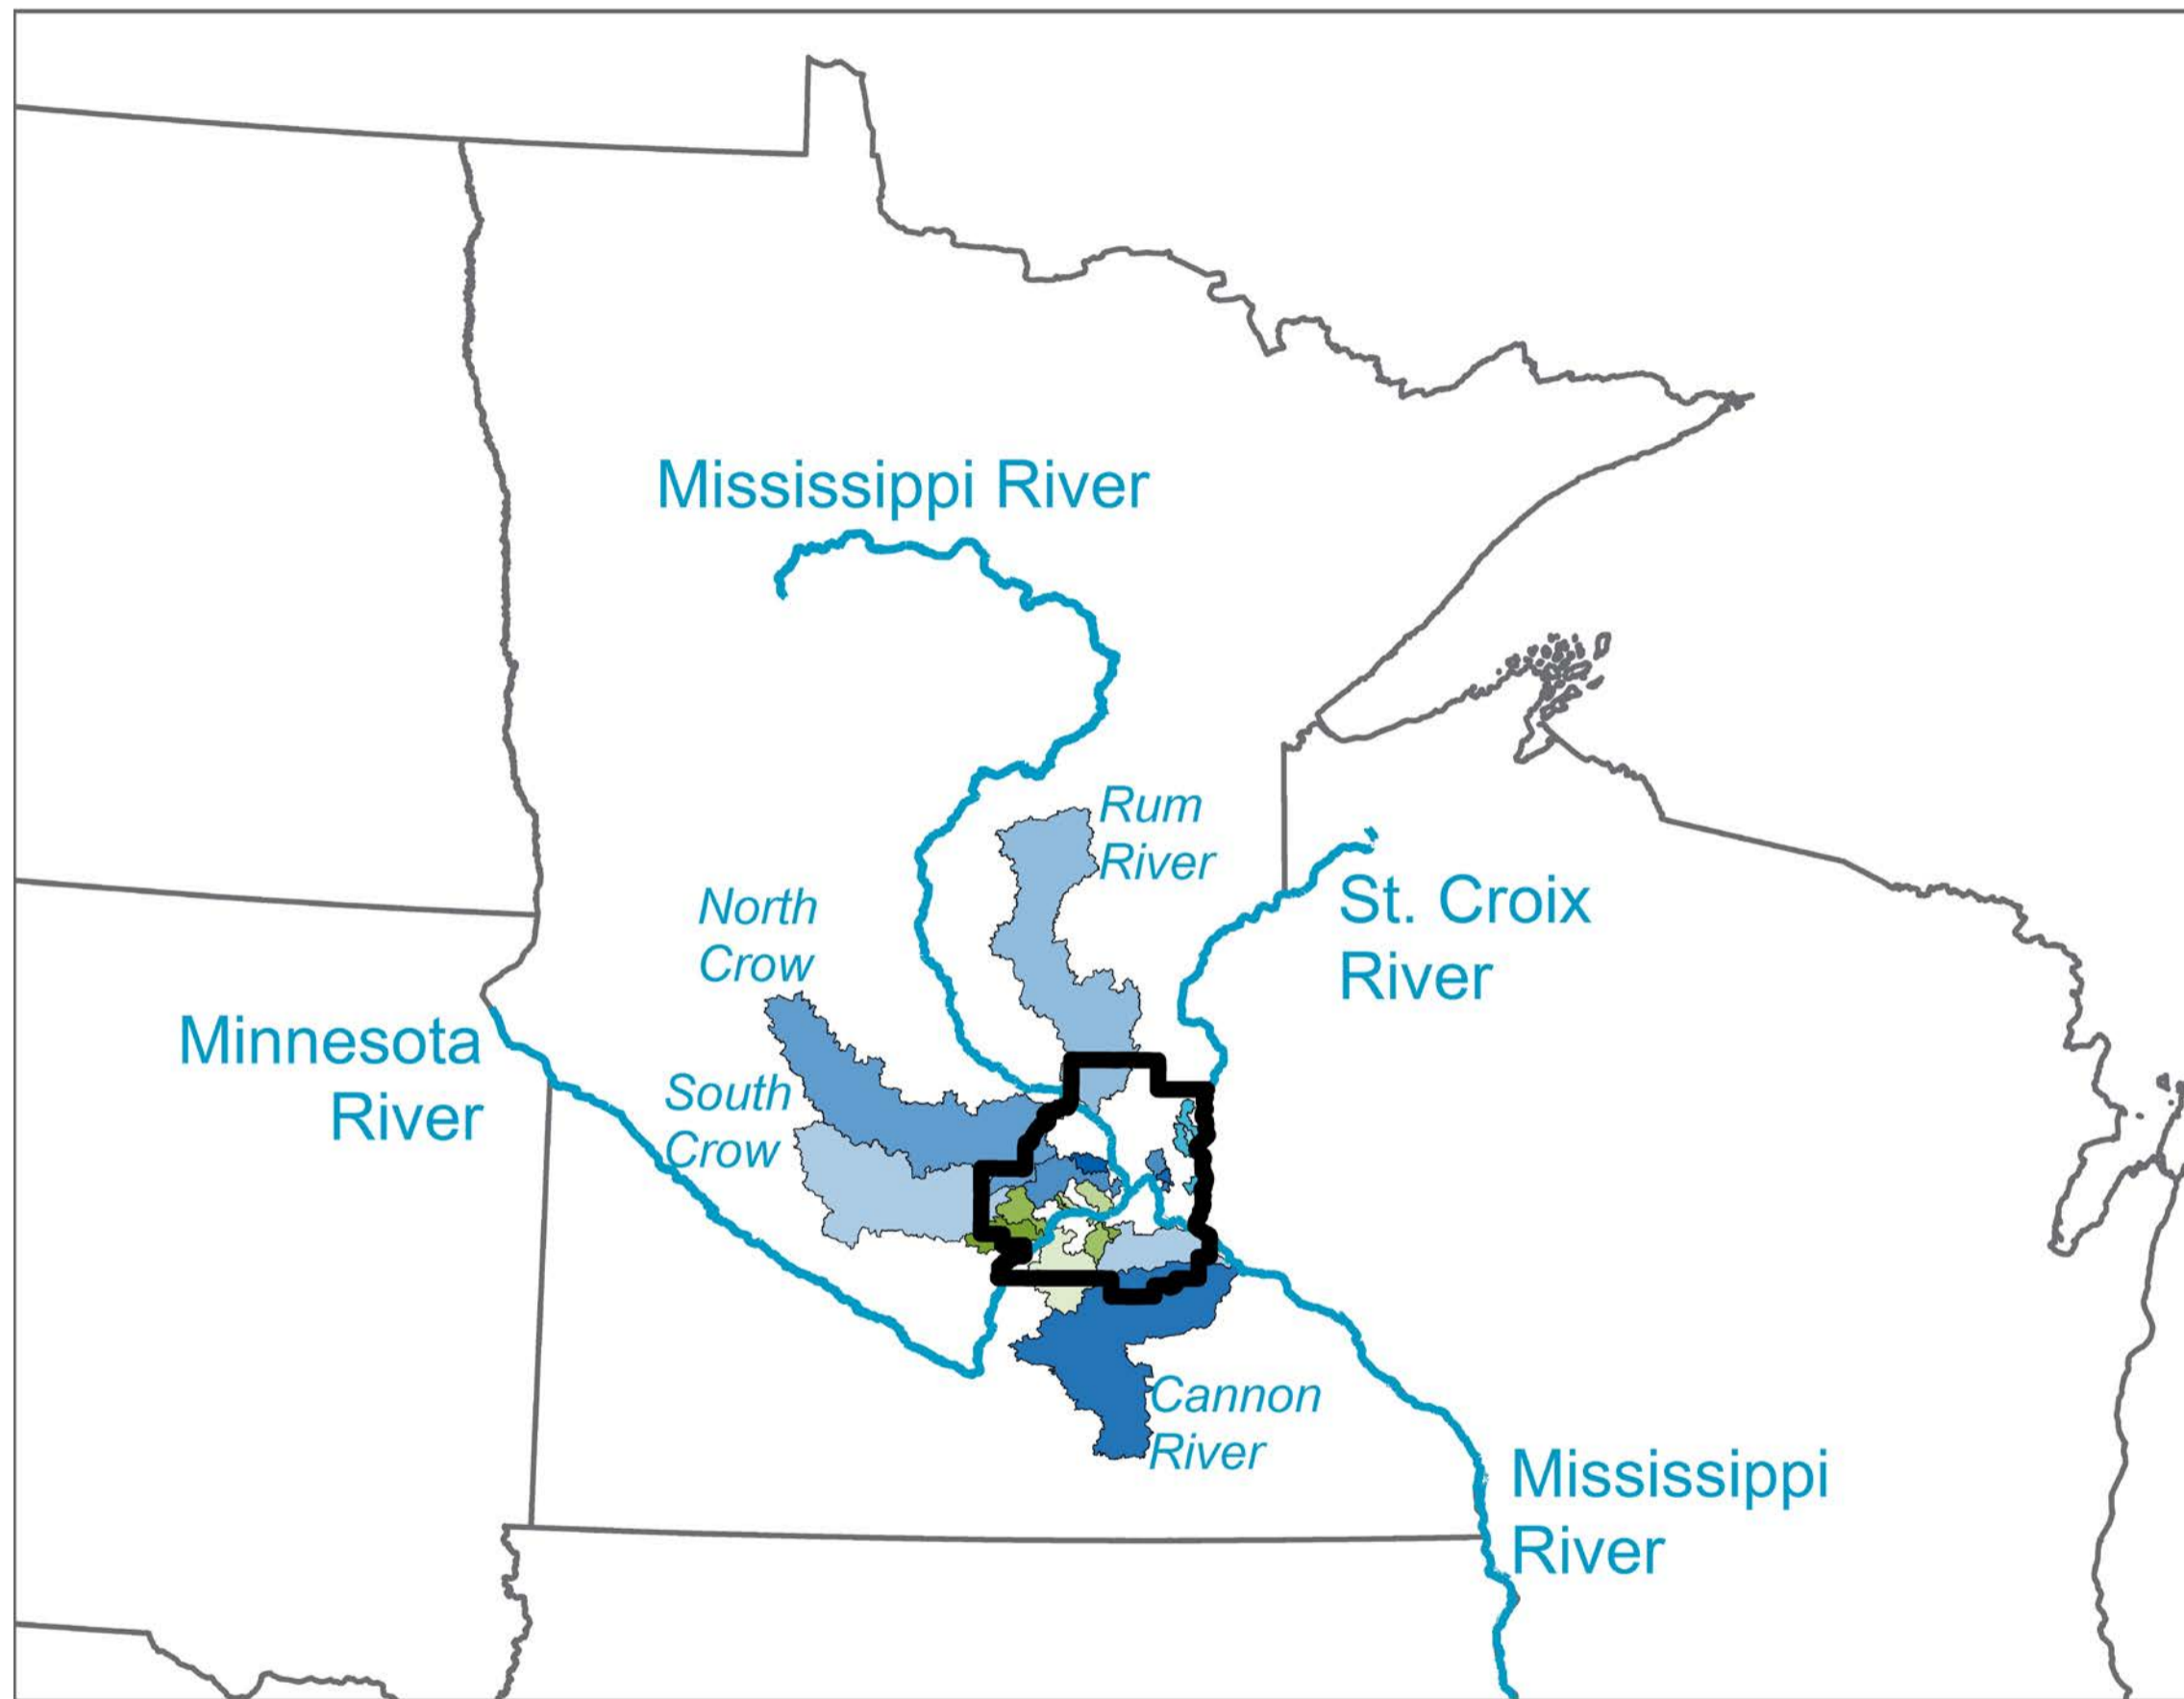 Mississippi River
Rum
River
North
Crow
St. Croix
River
Minnesota
River
South
Crow
Cannon
River
Mississippi
River